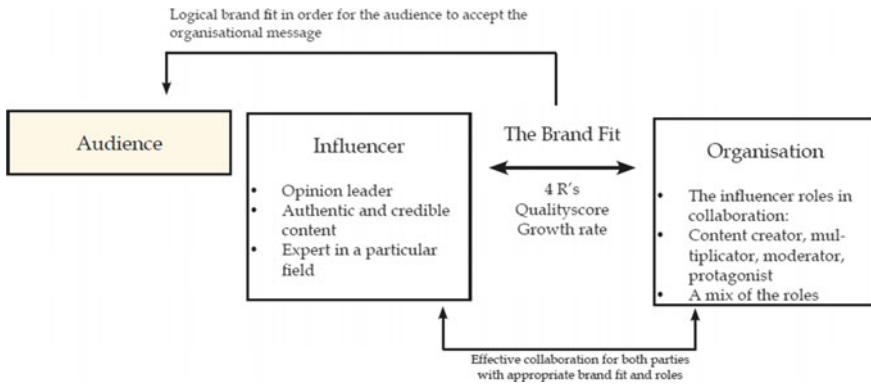 Logical brand fit in order for the audience to accept the
organisational message
Audience
Influencer
• Opinion leader
• Authentic and credible
content
• Expert in a particular
field
The Brand Fit
4 R's
Qualityscore
Growth rate
Organisation
• The influencer roles in
collaboration:
• Content creator, mul-
tiplicator, moderator,
protagonist
• A mix of the roles
Effective collaboration for both parties
with appropriate brand fit and roles